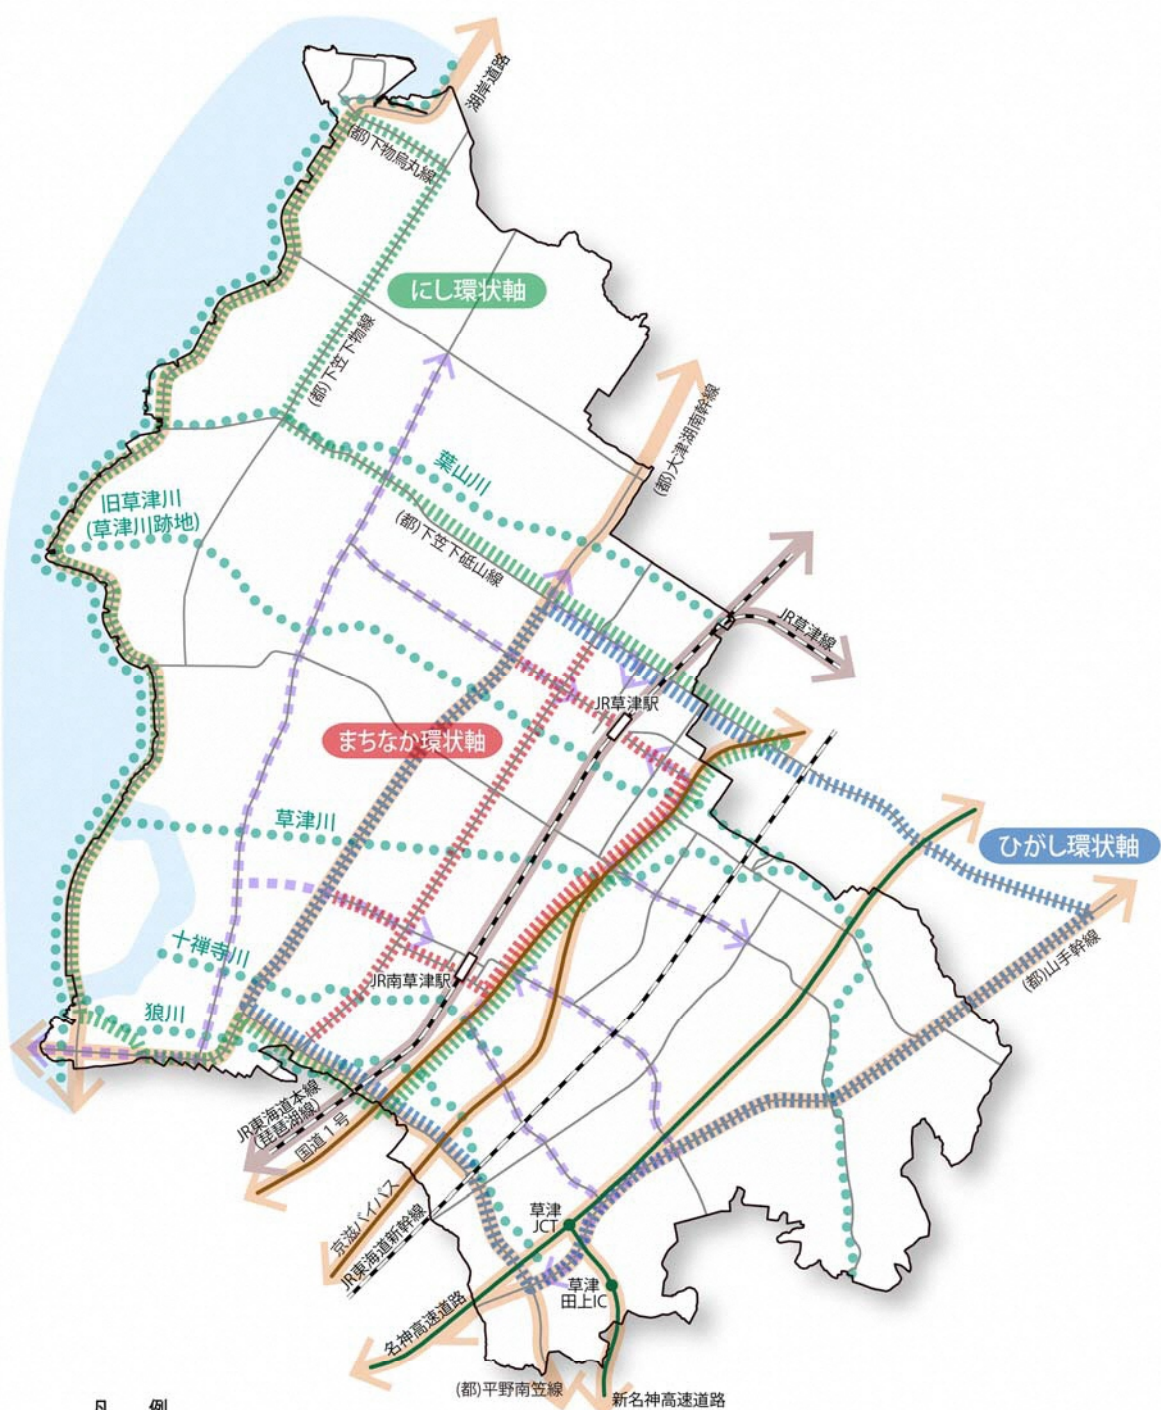 湖岸道路
(都)下物烏丸線
にし環状軸
(都)下笠下物線
(都)大津湖南幹線
葉山川
旧草津川
(草津川跡地)
(都)下笠下砥山線
JR草津線
JR草津駅
まちなか環状軸
草津川
ひがし環状軸
十禅寺川
JR南草津駅
(都)山手幹線
狼川
JR東海道本線
(琵琶湖線)
国道1号
京滋バイパス
JR東海道新幹線
草津
JCT
草津
田上IC
名神高速道路
(都)平野南笠線
新名神高速道路
凡 例